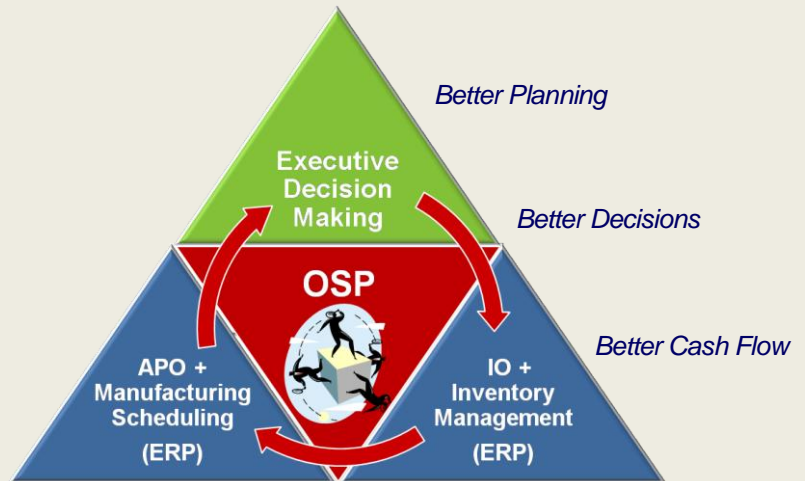 Better Planning
Executive
Decision
Making
Better Decisions
OSP
Better Cash Flow
APO +
Manufacturing
Scheduling
(ERP)
IO +
Inventory
Management
(ERP)